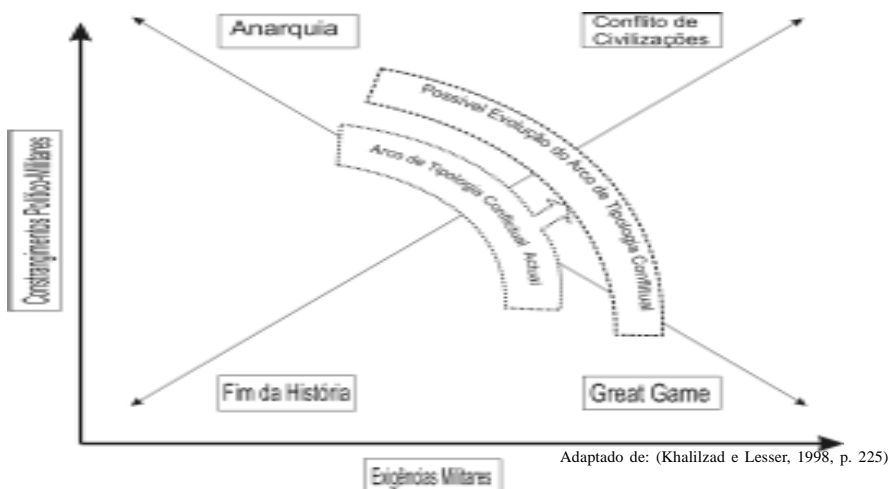 Anarquia
Conflito de
Civilizações
Constrangimentos Político-Militares
Possível Evolução do Arco de Tipologia Conflitual
Arco de Tipologia Conflictual Actual
Fim da História
Great Game
Adaptado de: (Khalilzad e Lesser, 1998, p. 225)
Exigências Militares